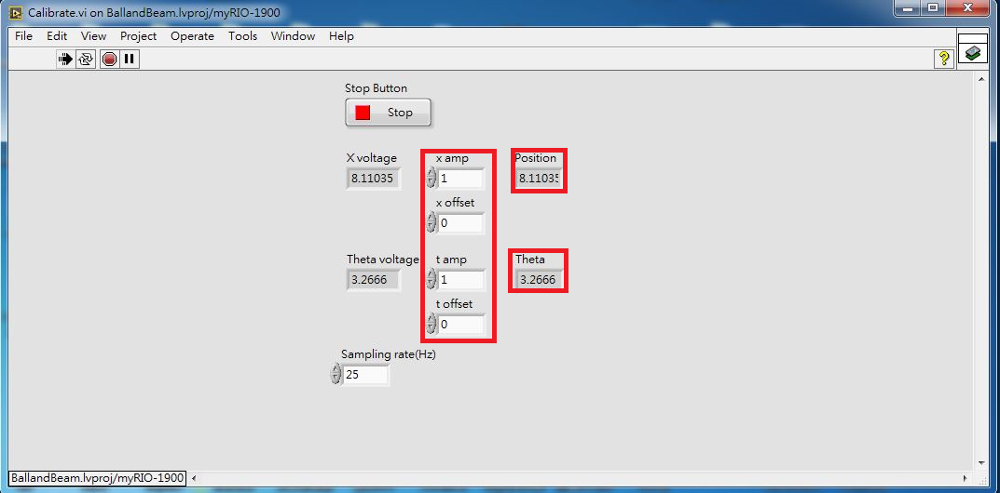 Calibrate.vi on BallandBeam.lvproj/myRIO-1900
File Edit View Project Operate Tools Window Help
Stop Button
Stop
X voltage x amp Position
8.11035 1 8.11035
x offset
0
Theta voltage t amp Theta
3.2666 1 3.2666
t offset
0
Sampling rate(Hz)
25
BallandBeam.lvproj/myRIO-1900